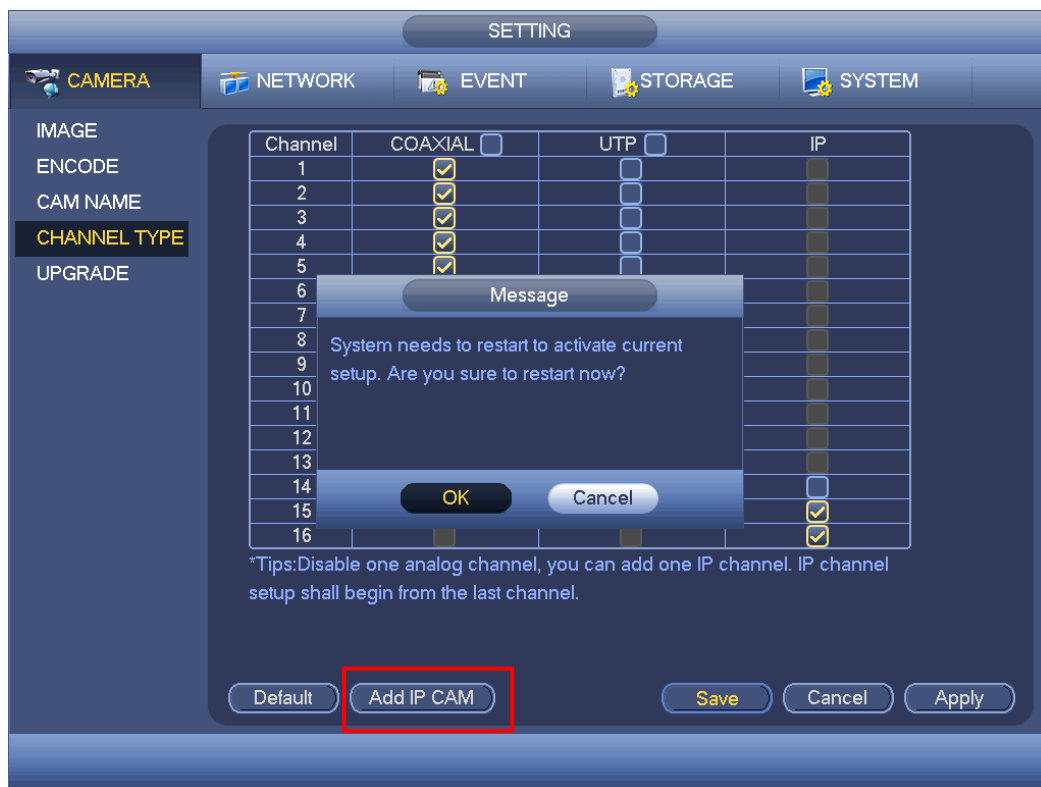 SETTING
CAMERA NETWORK EVENT STORAGE SYSTEM
IMAGE
ENCODE
CAM NAME
CHANNEL TYPE
UPGRADE
Channel COAXIAL UTP IP
1
2
3
4
5
6
7
8
9
10
11
12
13
14
15
16
Message
System needs to restart to activate current
setup. Are you sure to restart now?
OK Cancel
*Tips:Disable one analog channel, you can add one IP channel. IP channel
setup shall begin from the last channel.
Default Add IP CAM Save Cancel Apply